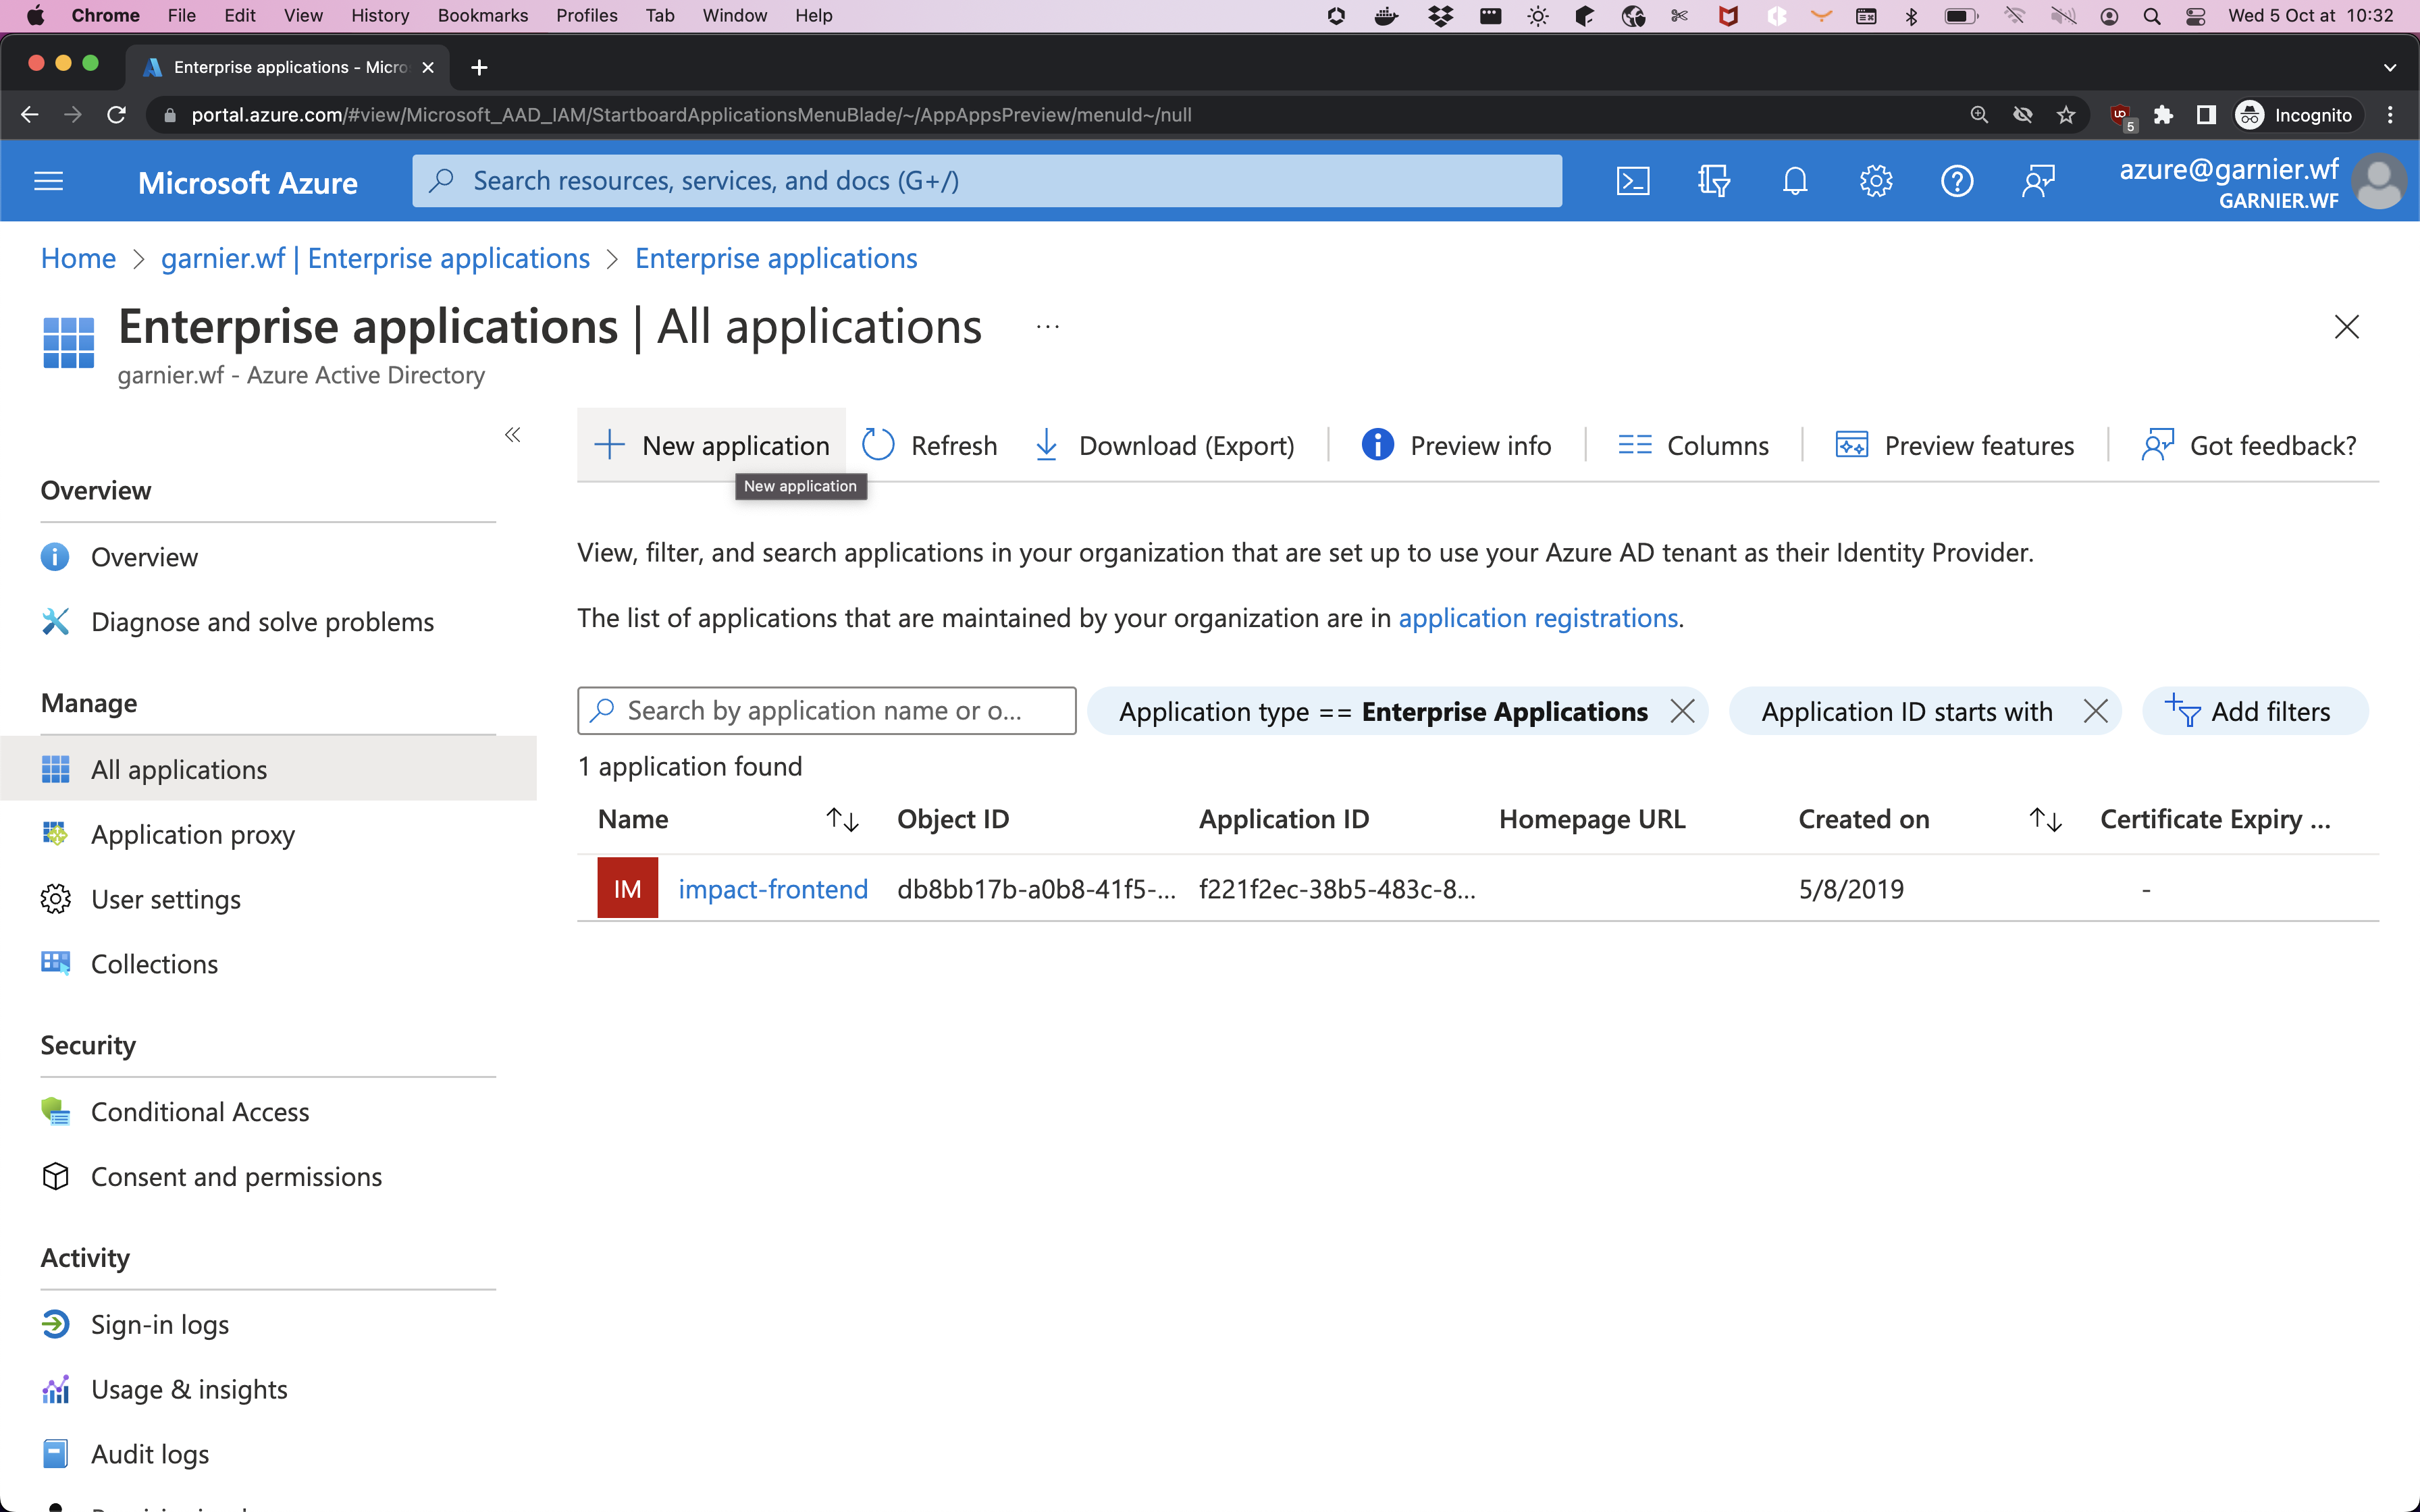 Chrome File Edit View History Bookmarks Profiles Tab Window Help Wed 5 Oct at 10:32
Enterprise applications - Micro
portal.azure.com/#view/Microsoft_AAD_IAM/StartboardApplicationsMenuBlade/~/AppAppsPreview/menuId~/null UD 5 Incognito
Microsoft Azure Search resources, services, and docs (G+/) azure@garnier.wf
GARNIER.WF
Home > garnier.wf | Enterprise applications > Enterprise applications
Enterprise applications | All applications ...
garnier.wf - Azure Active Directory
New application Refresh Download (Export) Preview info Columns Preview features Got feedback?
New application
Overview
Overview
Diagnose and solve problems
Manage
All applications
Application proxy
User settings
Collections
Security
Conditional Access
Consent and permissions
Activity
Sign-in logs
Usage & insights
Audit logs
View, filter, and search applications in your organization that are set up to use your Azure AD tenant as their Identity Provider.
The list of applications that are maintained by your organization are in application registrations.
Search by application name or o... Application type == Enterprise Applications Application ID starts with Add filters
1 application found
Name Object ID Application ID Homepage URL Created on Certificate Expiry ...
IM impact-frontend db8bb17b-a0b8-41f5-... f221f2ec-38b5-483c-8... 5/8/2019 -